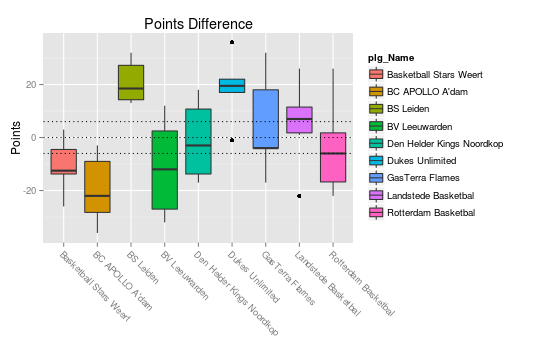 Points Difference
Points
20
0
-20
Basketball Stars Weert
BC APOLLO A'dam
BS Leiden
BV Leeuwarden
Den Helder Kings Noordkop
Dukes Unlimited
GasTerra Flames
Landstede Basketbal
Rotterdam Basketbal
plg_Name
Basketball Stars Weert
BC APOLLO A'dam
BS Leiden
BV Leeuwarden
Den Helder Kings Noordkop
Dukes Unlimited
GasTerra Flames
Landstede Basketbal
Rotterdam Basketbal